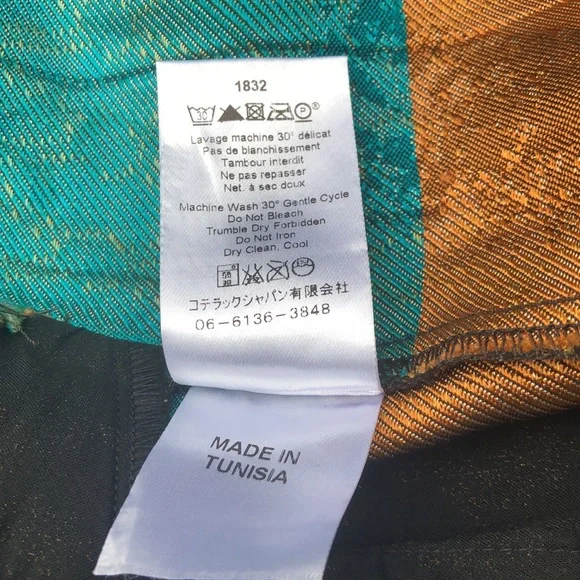 1832
30 P ®
Lavage machine 30° délicat
Pas de blanchissement
Tambour interdit
Ne pas repasser
Net. à sec doux
Machine Wash 30° Gentle Cycle
Do Not Bleach
Trumble Dry Forbidden
Do Not Iron
Dry Clean, Cool
コテラックジャパン有限会社
06-6136-3848
MADE IN
TUNISIA